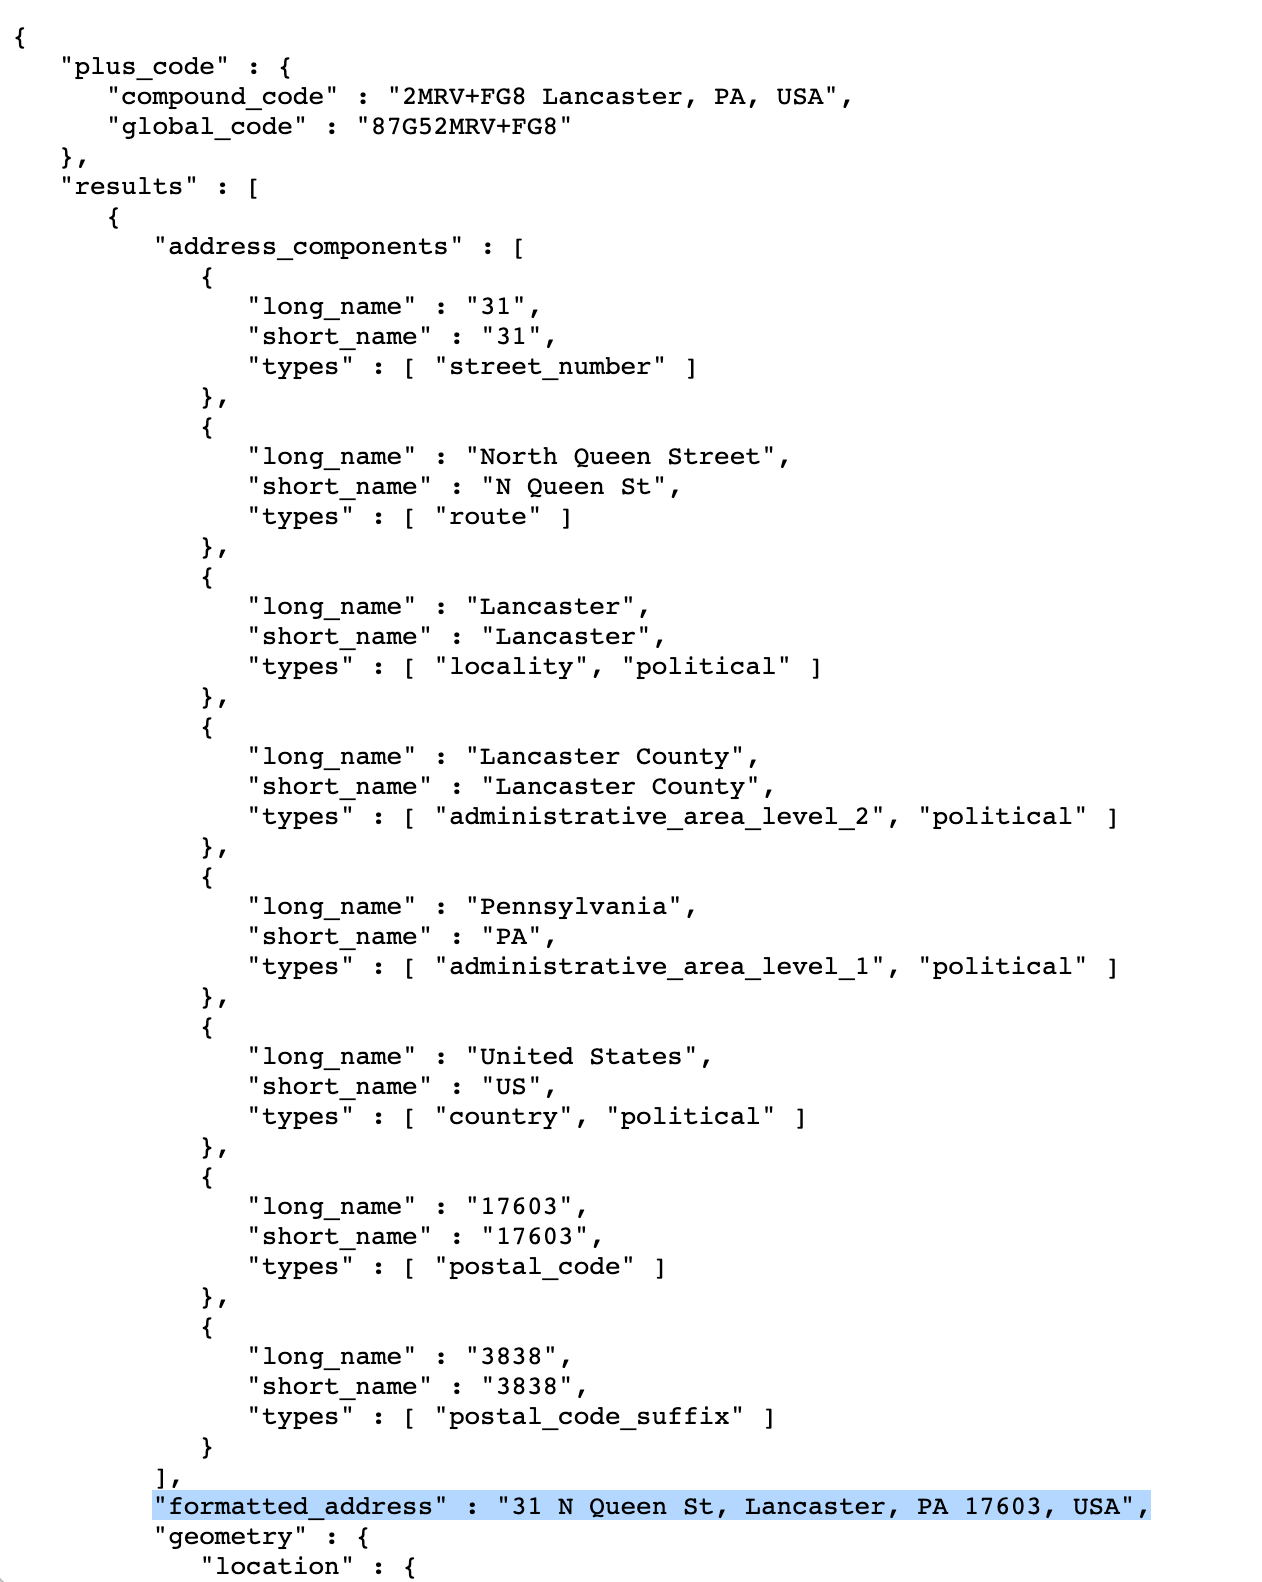 {
"plus_code" : {
"compound_code" : "2MRV+FG8 Lancaster, PA, USA",
"global_code" : "87G52MRV+FG8"
},
"results" : [
{
"address_components" : [
{
"long_name" : "31",
"short_name" : "31",
"types" : [ "street_number" ]
},
{
"long_name" : "North Queen Street",
"short_name" : "N Queen St",
"types" : [ "route" ]
},
{
"long_name" : "Lancaster",
"short_name" : "Lancaster",
"types" : [ "locality", "political" ]
},
{
"long_name" : "Lancaster County",
"short_name" : "Lancaster County",
"types" : [ "administrative_area_level_2", "political" ]
},
{
"long_name" : "Pennsylvania",
"short_name" : "PA",
"types" : [ "administrative_area_level_1", "political" ]
},
{
"long_name" : "United States",
"short_name" : "US",
"types" : [ "country", "political" ]
},
{
"long_name" : "17603",
"short_name" : "17603",
"types" : [ "postal_code" ]
},
{
"long_name" : "3838",
"short_name" : "3838",
"types" : [ "postal_code_suffix" ]
}
],
"formatted_address" : "31 N Queen St, Lancaster, PA 17603, USA",
"geometry" : {
"location" : {